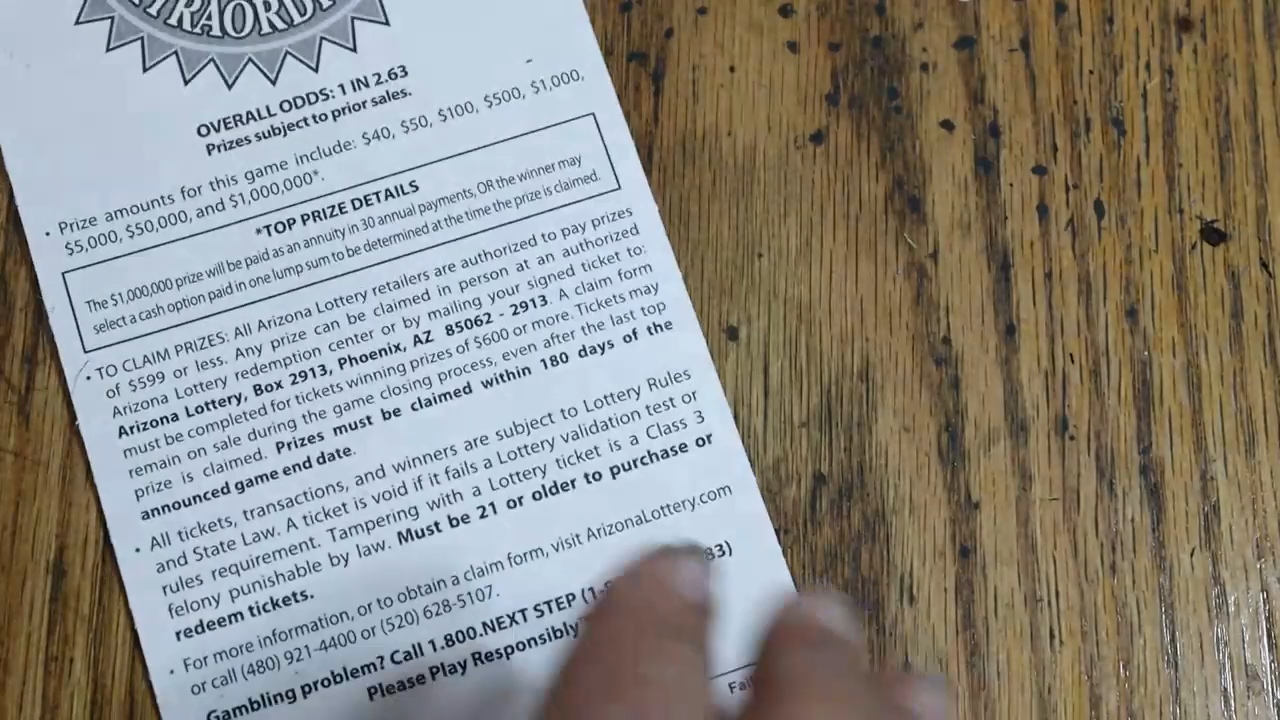 OVERALL ODDS: 1 IN 2.63
Prizes subject to prior sales.
• Prize amounts for this game include: $40, $50, $100, $500, $1,000,
$5,000, $50,000, and $1,000,000*.
*TOP PRIZE DETAILS
The $1,000,000 prize will be paid as an annuity in 30 annual payments, OR the winner may
select a cash option paid in one lump sum to be determined at the time the prize is claimed.
• TO CLAIM PRIZES: All Arizona Lottery retailers are authorized to pay prizes
of $599 or less. Any prize can be claimed in person at an authorized
Arizona Lottery redemption center or by mailing your signed ticket to:
Arizona Lottery, Box 2913, Phoenix, AZ 85062 - 2913. A claim form
must be completed for tickets winning prizes of $600 or more. Tickets may
remain on sale during the game closing process, even after the last top
prize is claimed. Prizes must be claimed within 180 days of the
announced game end date.
• All tickets, transactions, and winners are subject to Lottery Rules
and State Law. A ticket is void if it fails a Lottery validation test or
rules requirement. Tampering with a Lottery ticket is a Class 3
felony punishable by law. Must be 21 or older to purchase or
redeem tickets.
• For more information, or to obtain a claim form, visit ArizonaLottery.com
or call (480) 921-4400 or (520) 628-5107.
Gambling problem? Call 1.800.NEXT STEP
Please Play Responsibly